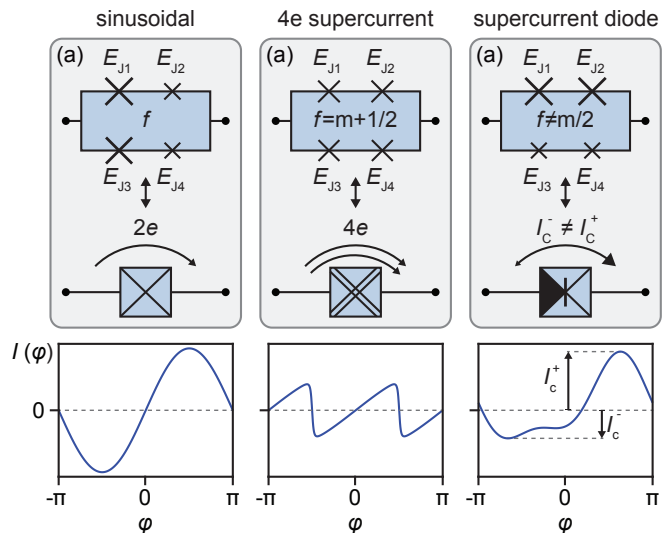 sinusoidal
(a)
E_J1 E_J2
f
E_J3 E_J4
2e
4e supercurrent
(a)
E_J1 E_J2
f=m+1/2
E_J3 E_J4
4e
supercurrent diode
(a)
E_J1 E_J2
f≠m/2
E_J3 E_J4
I_C^- ≠ I_C^+
I (φ)
0
-π 0 π
φ
-π 0 π
φ
I_c^+
I_c^-
-π 0 π
φ